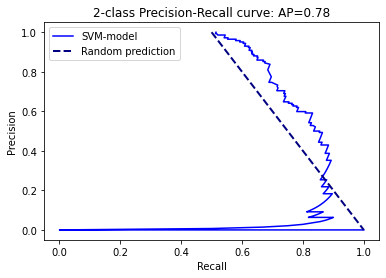 2-class Precision-Recall curve: AP=0.78
SVM-model
Random prediction
1.0
0.8
0.6
0.4
0.2
0.0
Precision
0.0 0.2 0.4 0.6 0.8 1.0
Recall